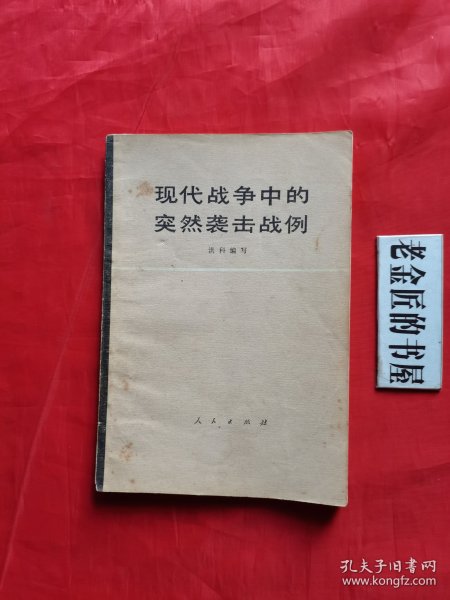 现代战争中的
突然袭击战例
洪科编写
人民出版社
老金匠的书屋
孔夫子旧书网
www.kongfz.com